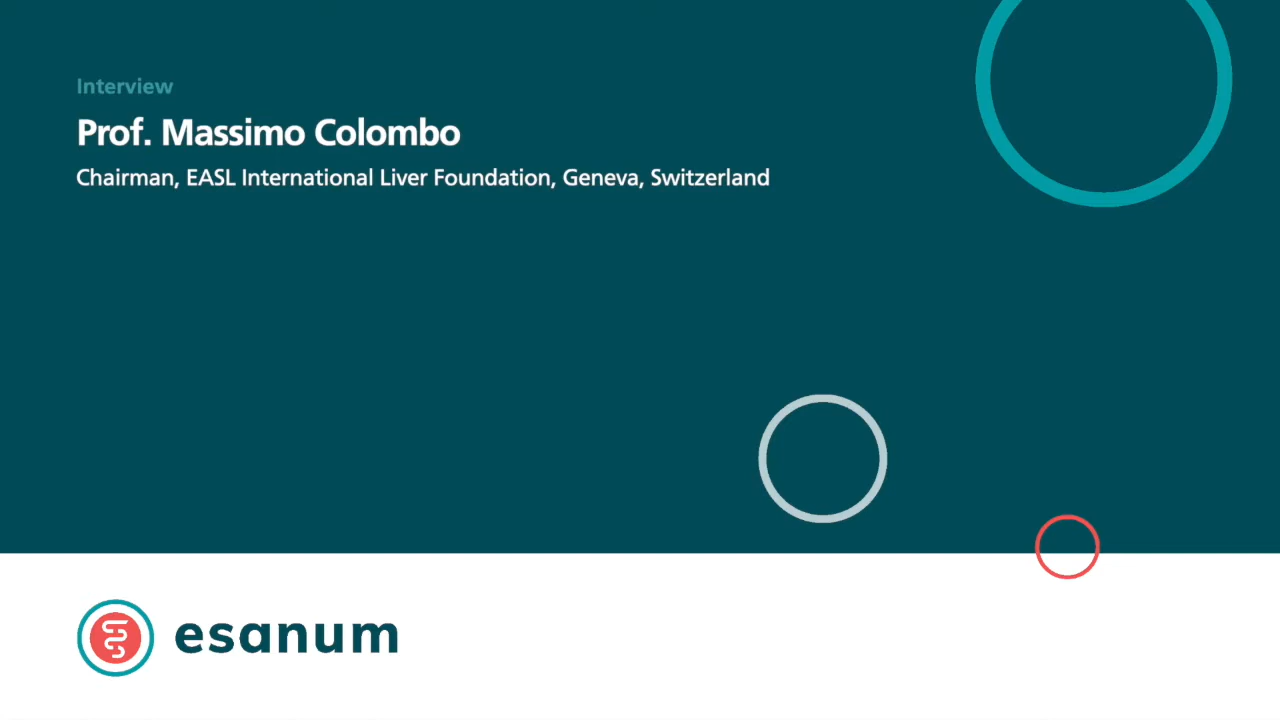 Interview
Prof. Massimo Colombo
Chairman, EASL International Liver Foundation, Geneva, Switzerland
esanum